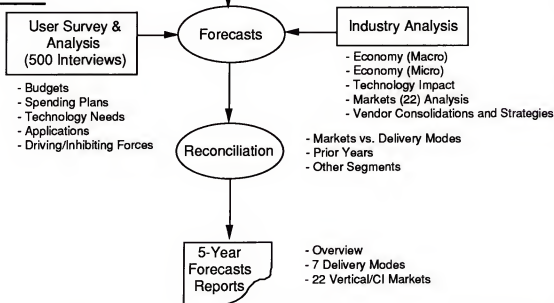 User Survey &
Analysis
(500 Interviews)
- Budgets
- Spending Plans
- Technology Needs
- Applications
- Driving/Inhibiting Forces
Forecasts
Industry Analysis
- Economy (Macro)
- Economy (Micro)
- Technology Impact
- Markets (22) Analysis
- Vendor Consolidations and Strategies
Reconciliation
- Markets vs. Delivery Modes
- Prior Years
- Other Segments
5-Year
Forecasts
Reports
- Overview
- 7 Delivery Modes
- 22 Vertical/CI Markets